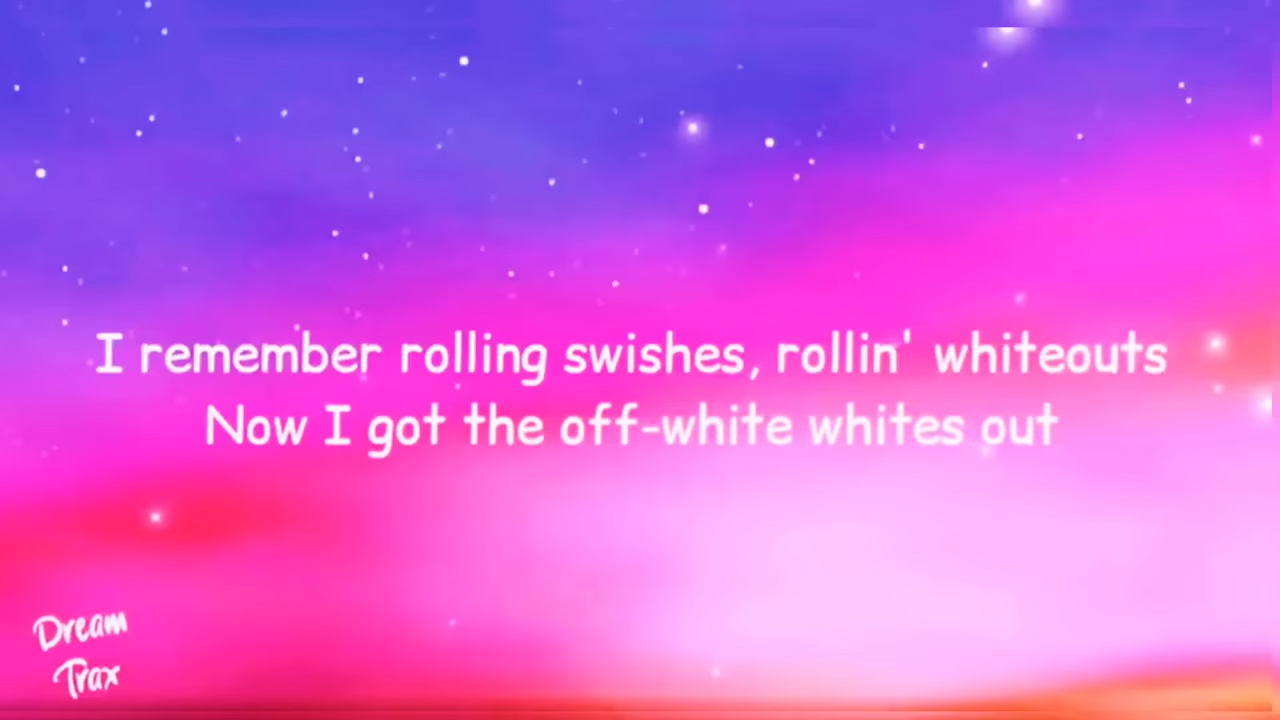 I remember rolling swishes, rollin' whiteouts
Now I got the off-white whites out
Dream
Trax